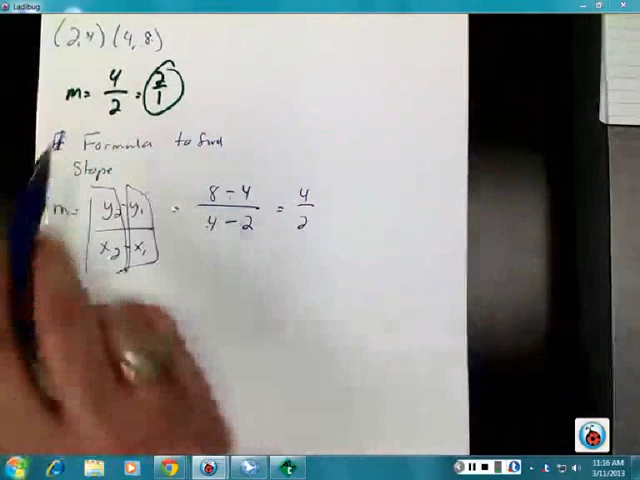 Ladibug
(2,4) (4,8)
m= 4/2 = 2/1
Formula to find
Slope
m= y₂-y₁/x₂-x₁ = 8-4/4-2 = 4/2
11:16 AM
3/11/2013